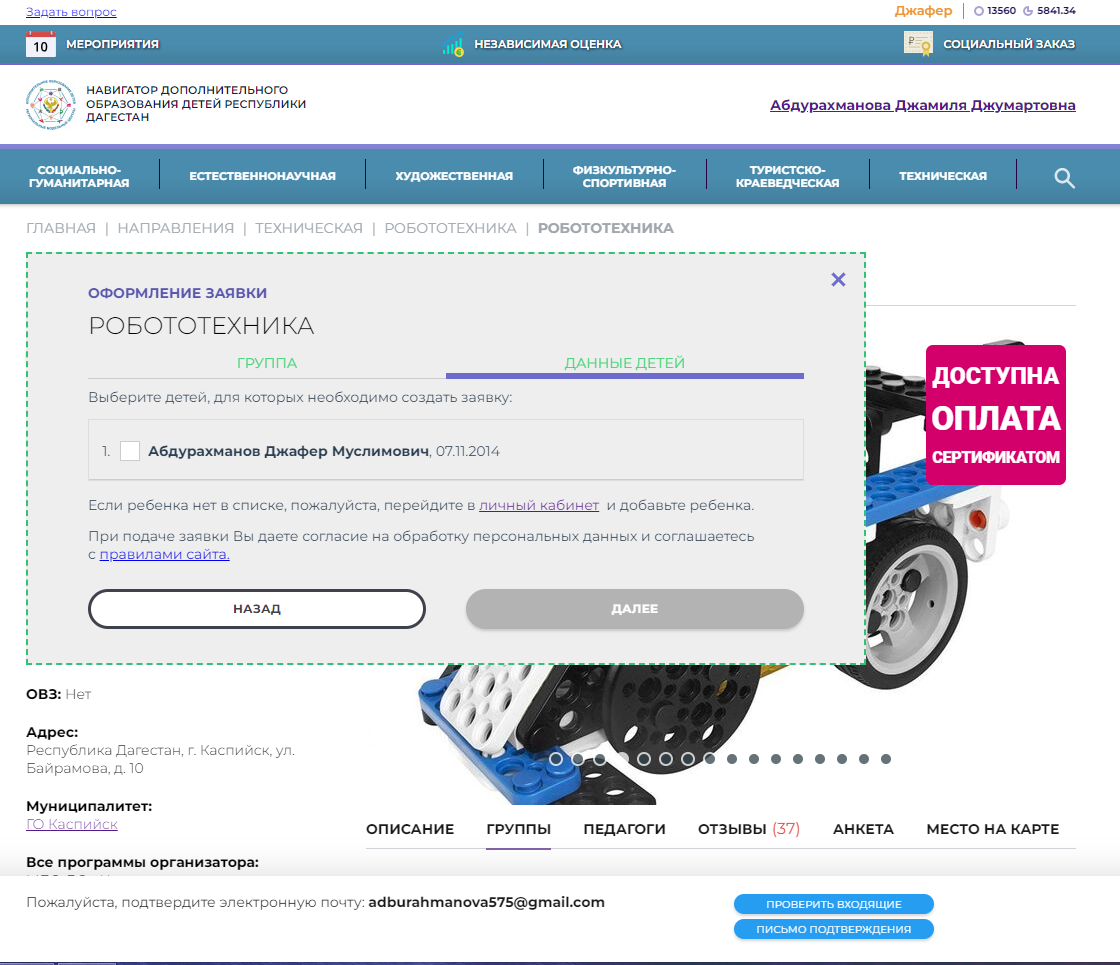 Задать вопрос
Джафер 13560 5841.34
10 МЕРОПРИЯТИЯ
НЕЗАВИСИМАЯ ОЦЕНКА
СОЦИАЛЬНЫЙ ЗАКАЗ
НАВИГАТОР ДОПОЛНИТЕЛЬНОГО
ОБРАЗОВАНИЯ ДЕТЕЙ РЕСПУБЛИКИ
ДАГЕСТАН
Абдурахманова Джамиля Джумартовна
СОЦИАЛЬНО-
ГУМАНИТАРНАЯ
ЕСТЕСТВЕННОНАУЧНАЯ
ХУДОЖЕСТВЕННАЯ
ФИЗКУЛЬТУРНО-
СПОРТИВНАЯ
ТУРИСТСКО-
КРАЕВЕДЧЕСКАЯ
ТЕХНИЧЕСКАЯ
ГЛАВНАЯ | НАПРАВЛЕНИЯ | ТЕХНИЧЕСКАЯ | РОБОТОТЕХНИКА | РОБОТОТЕХНИКА
ОФОРМЛЕНИЕ ЗАЯВКИ
РОБОТОТЕХНИКА
ГРУППА
ДАННЫЕ ДЕТЕЙ
Выберите детей, для которых необходимо создать заявку:
1. Абдурахманов Джафер Муслимович, 07.11.2014
Если ребенка нет в списке, пожалуйста, перейдите в личный кабинет и добавьте ребенка.
При подаче заявки Вы даете согласие на обработку персональных данных и соглашаетесь
с правилами сайта.
НАЗАД
ДАЛЕЕ
ДОСТУПНА
ОПЛАТА
СЕРТИФИКАТОМ
ОВЗ: Нет
Адрес:
Республика Дагестан, г. Каспийск, ул.
Байрамова, д. 10
Муниципалитет:
ГО Каспийск
Все программы организатора:
ОПИСАНИЕ ГРУППЫ ПЕДАГОГИ ОТЗЫВЫ (37) АНКЕТА МЕСТО НА КАРТЕ
Пожалуйста, подтвердите электронную почту: adburahmanova575@gmail.com
ПРОВЕРИТЬ ВХОДЯЩИЕ
ПИСЬМО ПОДТВЕРЖДЕНИЯ